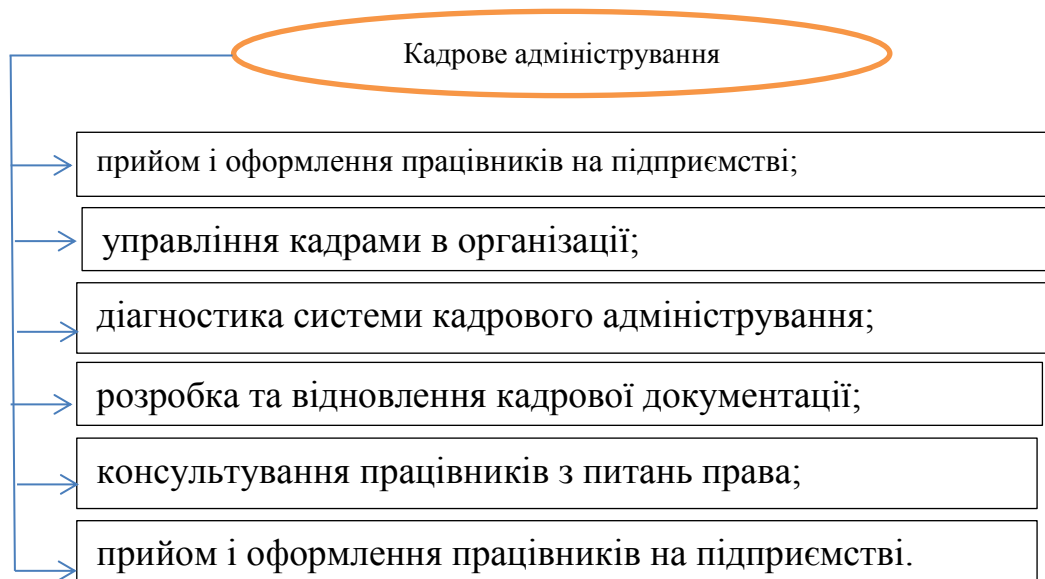 Кадрове адміністрування
прийом і оформлення працівників на підприємстві;
управління кадрами в організації;
діагностика системи кадрового адміністрування;
розробка та відновлення кадрової документації;
консультування працівників з питань права;
прийом і оформлення працівників на підприємстві.